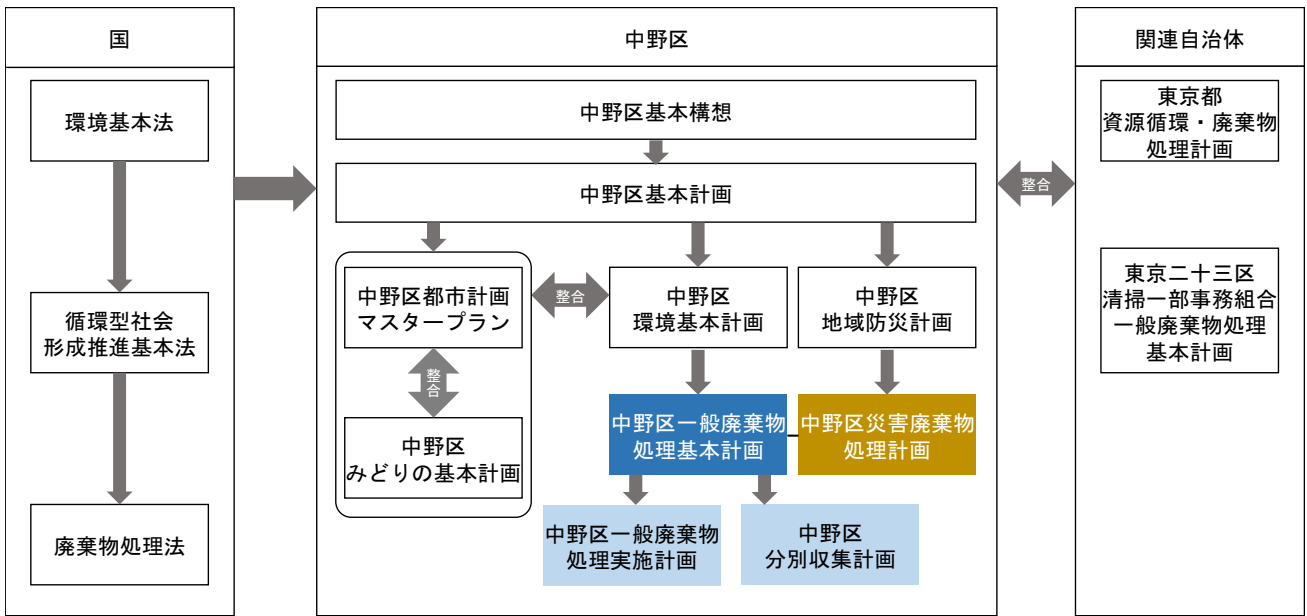 国
環境基本法
循環型社会
形成推進基本法
廃棄物処理法
中野区
中野区基本構想
中野区基本計画
中野区都市計画
マスタープラン
整合
中野区
みどりの基本計画
整合
中野区
環境基本計画
中野区
地域防災計画
中野区一般廃棄物
処理基本計画
中野区災害廃棄物
処理計画
中野区一般廃棄物
処理実施計画
中野区
分別収集計画
整合
関連自治体
東京都
資源循環・廃棄物
処理計画
東京二十三区
清掃一部事務組合
一般廃棄物処理
基本計画